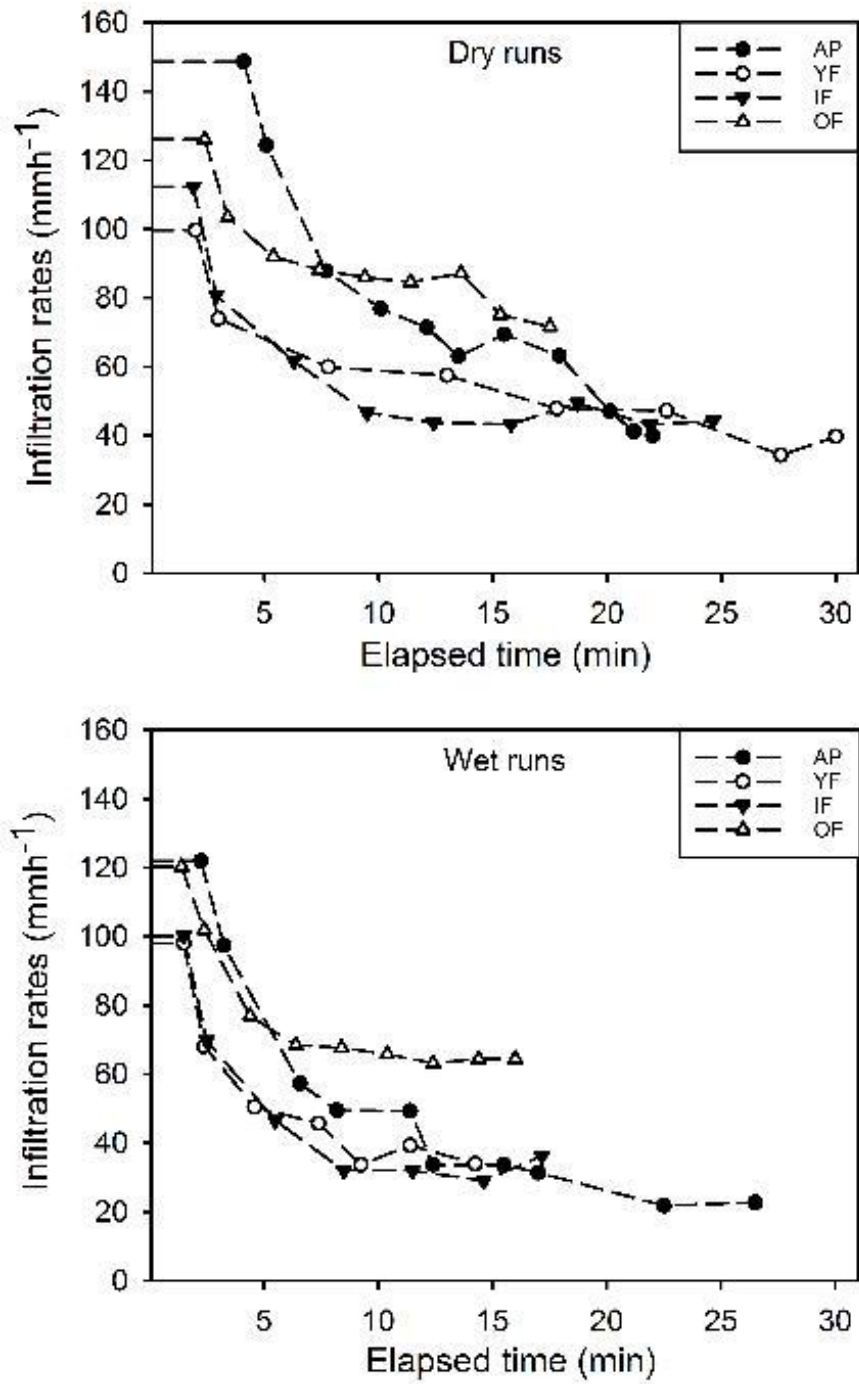 Dry runs
AP
YF
IF
OF
Infiltration rates (mmh⁻¹)
160
140
120
100
80
60
40
20
0
5 10 15 20 25 30
Elapsed time (min)
Wet runs
AP
YF
IF
OF
Infiltration rates (mmh⁻¹)
160
140
120
100
80
60
40
20
0
5 10 15 20 25 30
Elapsed time (min)